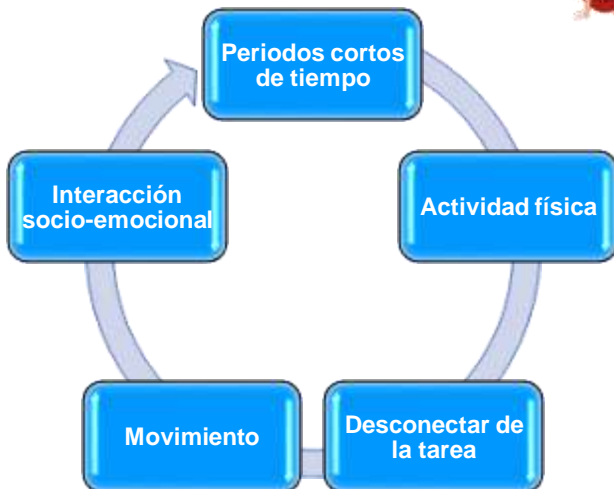 Periodos cortos
de tiempo
Actividad física
Desconectar de
la tarea
Movimiento
Interacción
socio-emocional